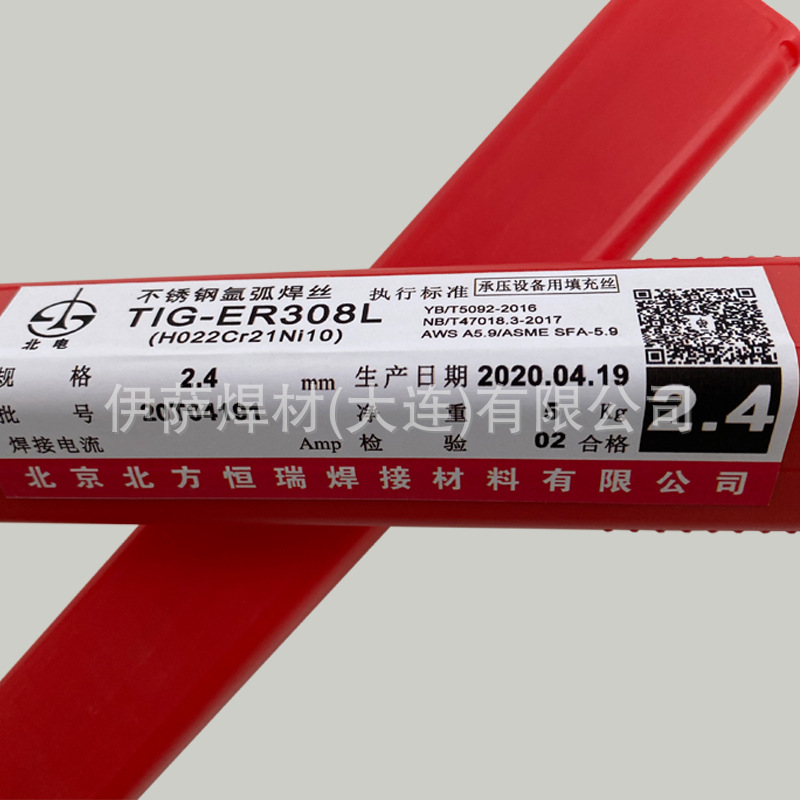 北电
不锈钢氩弧焊丝 执行标准 承压设备用填充丝
TIG-ER308L
(H022Cr21Ni10)
YB/T5092-2016
NB/T47018.3-2017
AWS A5.9/ASME SFA-5.9
规 格 2.4 mm 生产日期 2020.04.19
批 号 净 重 5 Kg
2.4
焊接电流 Amp 检 验 02 合格
北京北方恒瑞焊接材料有限公司
伊萨焊材(大连)有限公司